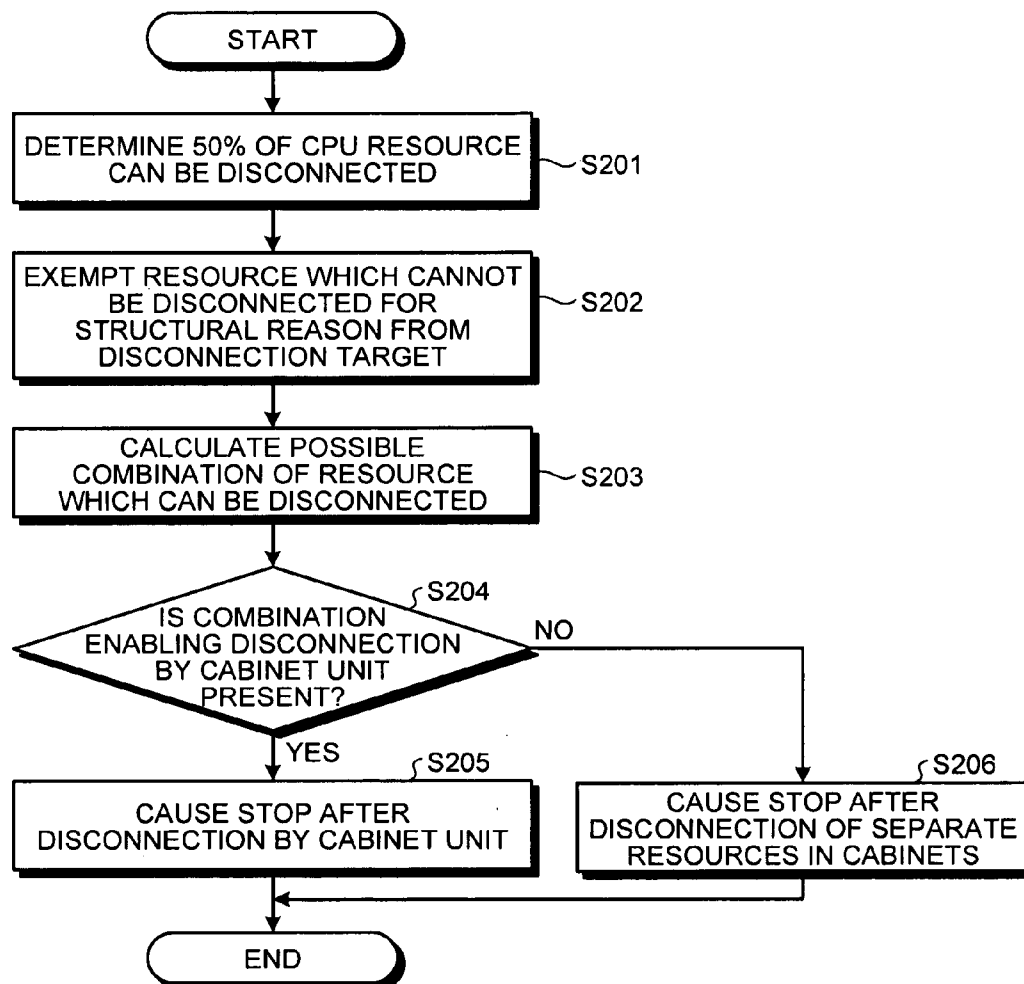 START
DETERMINE 50% OF CPU RESOURCE
CAN BE DISCONNECTED
S201
EXEMPT RESOURCE WHICH CANNOT
BE DISCONNECTED FOR
STRUCTURAL REASON FROM
DISCONNECTION TARGET
S202
CALCULATE POSSIBLE
COMBINATION OF RESOURCE
WHICH CAN BE DISCONNECTED
S203
S204
IS COMBINATION
ENABLING DISCONNECTION
BY CABINET UNIT
PRESENT?
NO
YES
S205
CAUSE STOP AFTER
DISCONNECTION BY CABINET UNIT
S206
CAUSE STOP AFTER
DISCONNECTION OF SEPARATE
RESOURCES IN CABINETS
END